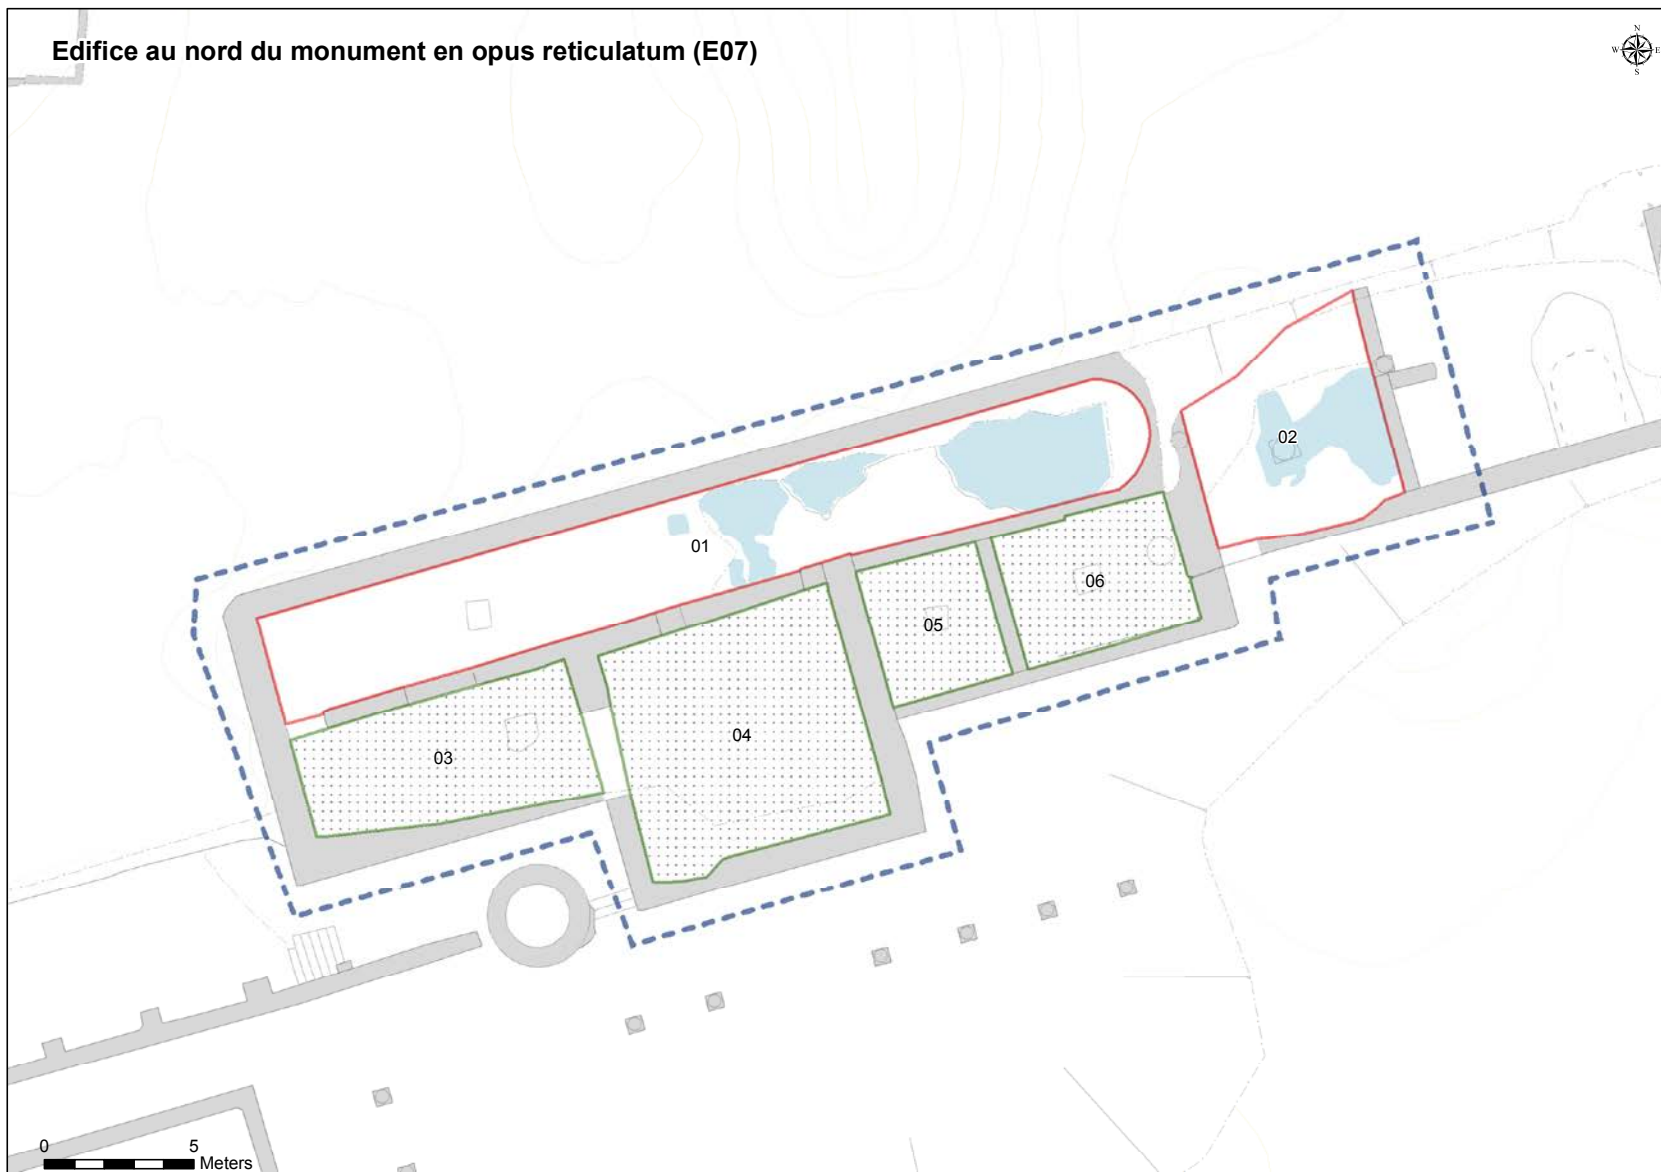 Edifice au nord du monument en opus reticulatum (E07)
N
W E
S
02
01
06
05
04
03
0 5
Meters